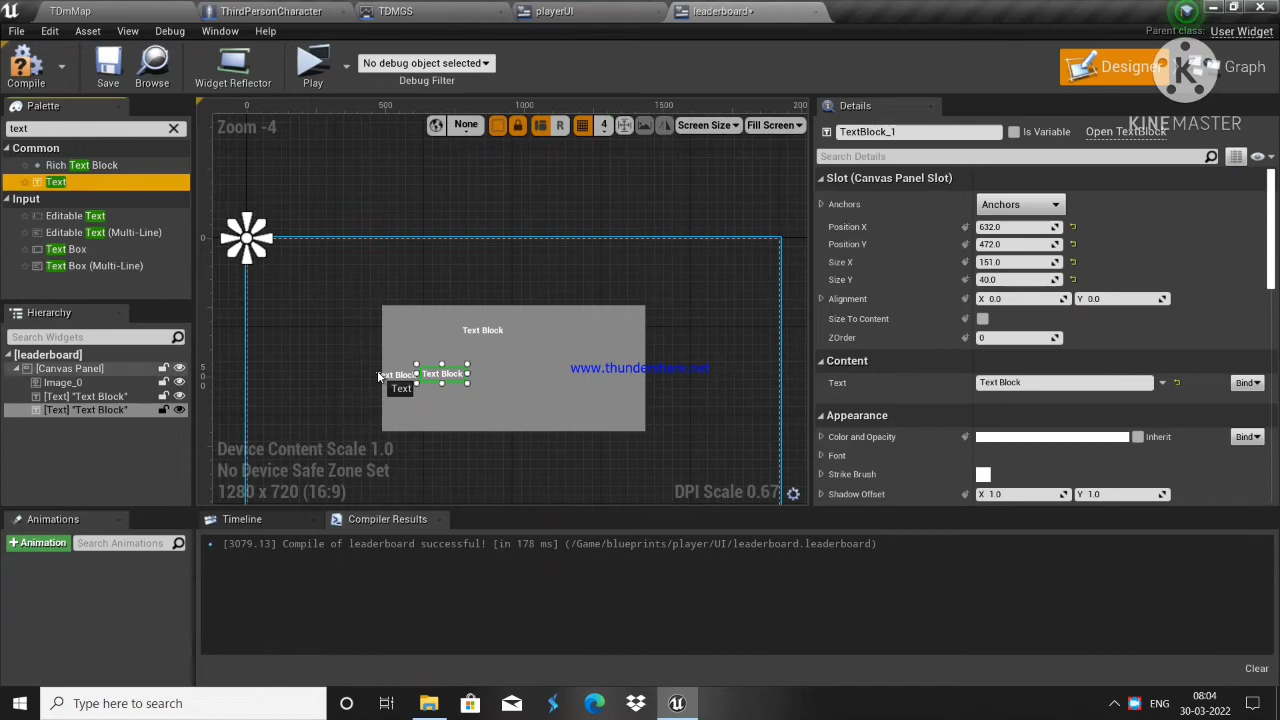 TDmMap
ThirdPersonCharacter
TDMGS
playerUI
leaderboard•
File
Edit
Asset
View
Debug
Window
Help
Parent class:
User Widget
Compile
Save
Browse
Widget Reflector
Play
No debug object selected
Debug Filter
Designer
Graph
KINEMASTER
Palette
text
Common
Rich Text Block
Text
Input
Editable Text
Editable Text (Multi-Line)
Text Box
Text Box (Multi-Line)
Hierarchy
Search Widgets
[leaderboard]
[Canvas Panel]
Image_0
[Text] "Text Block"
[Text] "Text Block"
Animations
+Animation
Search Animations
0
500
1000
1500
200
Zoom -4
None
R
4
Screen Size
Fill Screen
0
500
Text Block
Text Block
Text Block
Text
www.thundershare.net
Device Content Scale 1.0
No Device Safe Zone Set
1280 x 720 (16:9)
DPI Scale 0.67
Details
TextBlock_1
Is Variable
Open TextBlock
Search Details
Slot (Canvas Panel Slot)
Anchors
Anchors
Position X
632.0
Position Y
472.0
Size X
151.0
Size Y
40.0
Alignment
X 0.0
Y 0.0
Size To Content
ZOrder
0
Content
Text
Text Block
Bind
Appearance
Color and Opacity
Inherit
Bind
Font
Strike Brush
Shadow Offset
X 1.0
Y 1.0
Timeline
Compiler Results
[3079.13] Compile of leaderboard successful! [in 178 ms] (/Game/blueprints/player/UI/leaderboard.leaderboard)
Clear
Type here to search
ENG
08:04
30-03-2022